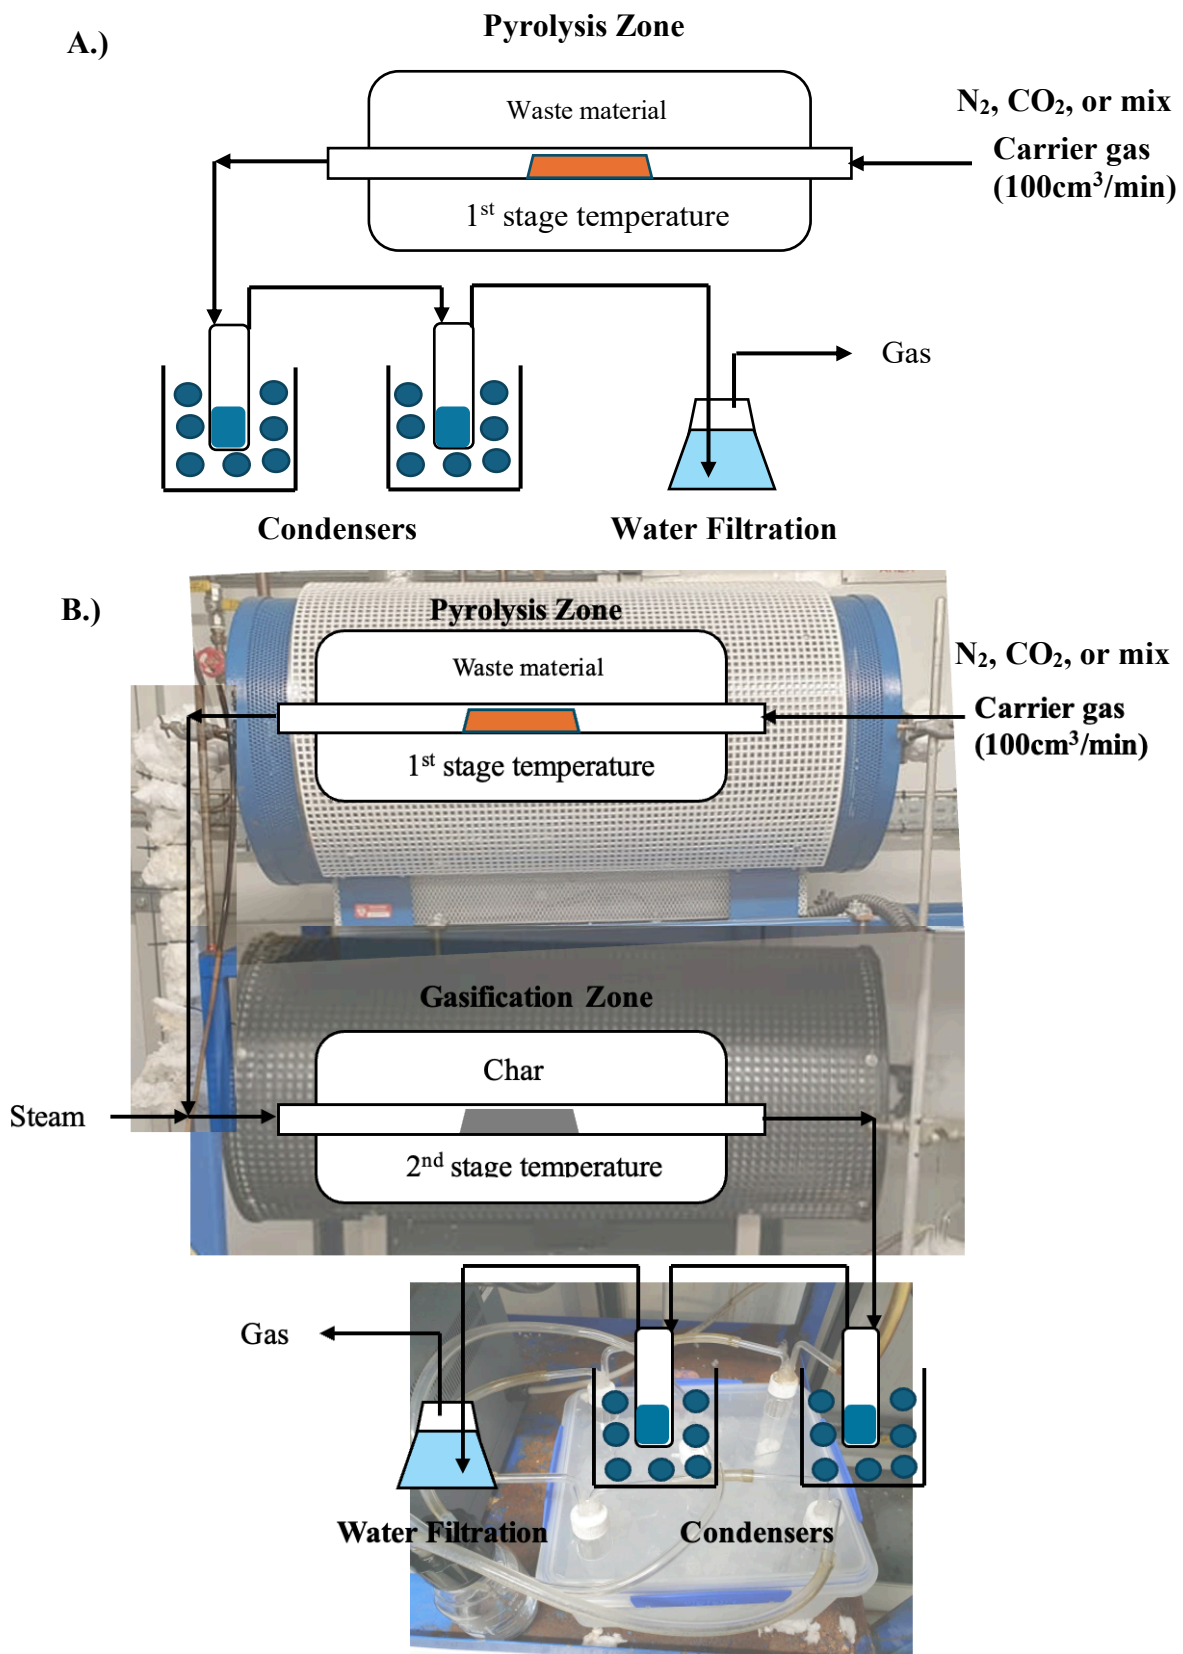 A.)
Pyrolysis Zone
Waste material
N₂, CO₂, or mix
Carrier gas
(100cm³/min)
1ˢᵗ stage temperature
Gas
Condensers
Water Filtration
B.)
Pyrolysis Zone
Waste material
N₂, CO₂, or mix
Carrier gas
(100cm³/min)
1ˢᵗ stage temperature
Gasification Zone
Char
Steam
2ⁿᵈ stage temperature
Gas
Water Filtration
Condensers